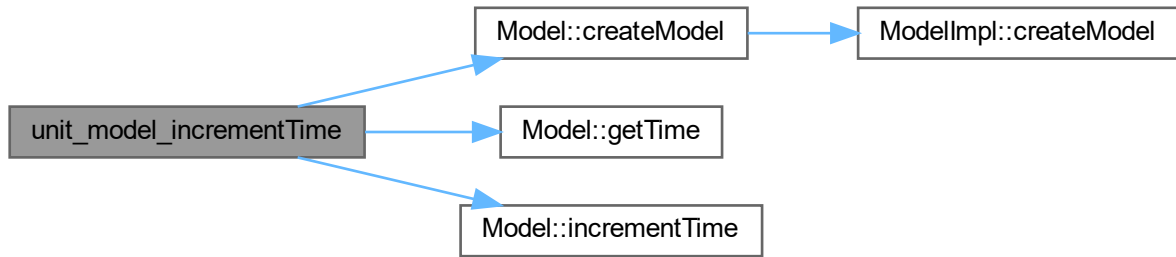 Model::createModel
ModelImpl::createModel
unit_model_incrementTime
Model::getTime
Model::incrementTime